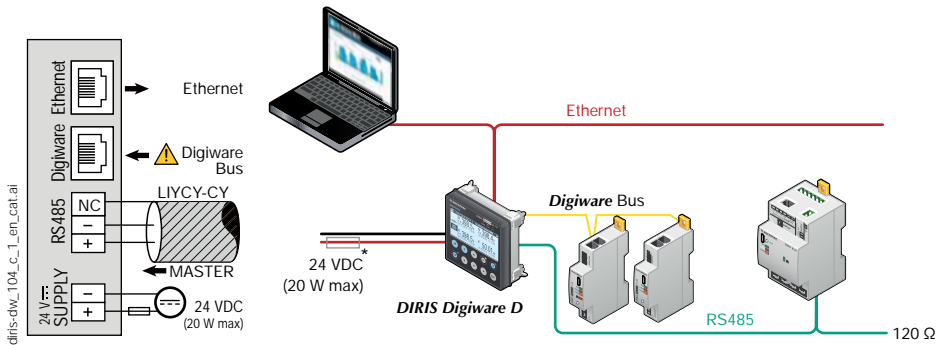 diris-dw_104_c_1_en_cat.ai
Ethernet
Ethernet
Digiware
Digiware
Bus
LIYCY-CY
RS485
NC
–
+
MASTER
24 V
SUPPLY
–
+
24 VDC
(20 W max)
Ethernet
Digiware Bus
*
24 VDC
(20 W max)
DIRIS Digiware D
RS485
120 Ω